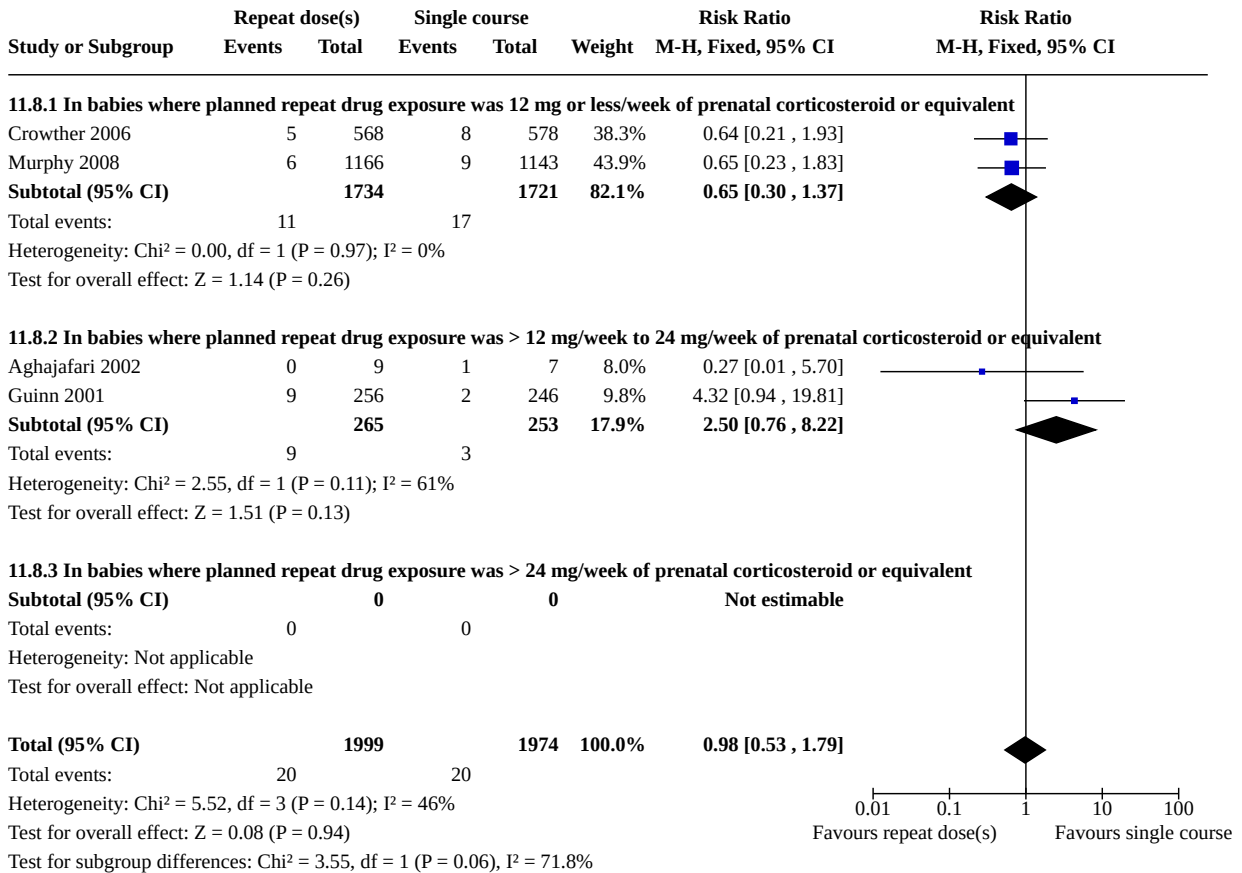 Repeat dose(s) Single course Risk Ratio Risk Ratio
Study or Subgroup Events Total Events Total Weight M-H, Fixed, 95% CI M-H, Fixed, 95% CI
11.8.1 In babies where planned repeat drug exposure was 12 mg or less/week of prenatal corticosteroid or equivalent
Crowther 2006 5 568 8 578 38.3% 0.64 [0.21 , 1.93]
Murphy 2008 6 1166 9 1143 43.9% 0.65 [0.23 , 1.83]
Subtotal (95% CI) 1734 1721 82.1% 0.65 [0.30 , 1.37]
Total events: 11 17
Heterogeneity: Chi² = 0.00, df = 1 (P = 0.97); I² = 0%
Test for overall effect: Z = 1.14 (P = 0.26)
11.8.2 In babies where planned repeat drug exposure was > 12 mg/week to 24 mg/week of prenatal corticosteroid or equivalent
Aghajafari 2002 0 9 1 7 8.0% 0.27 [0.01 , 5.70]
Guinn 2001 9 256 2 246 9.8% 4.32 [0.94 , 19.81]
Subtotal (95% CI) 265 253 17.9% 2.50 [0.76 , 8.22]
Total events: 9 3
Heterogeneity: Chi² = 2.55, df = 1 (P = 0.11); I² = 61%
Test for overall effect: Z = 1.51 (P = 0.13)
11.8.3 In babies where planned repeat drug exposure was > 24 mg/week of prenatal corticosteroid or equivalent
Subtotal (95% CI) 0 0 Not estimable
Total events: 0 0
Heterogeneity: Not applicable
Test for overall effect: Not applicable
Total (95% CI) 1999 1974 100.0% 0.98 [0.53 , 1.79]
Total events: 20 20
Heterogeneity: Chi² = 5.52, df = 3 (P = 0.14); I² = 46%
0.01 0.1 1 10 100
Test for overall effect: Z = 0.08 (P = 0.94)
Favours repeat dose(s) Favours single course
Test for subgroup differences: Chi² = 3.55, df = 1 (P = 0.06), I² = 71.8%